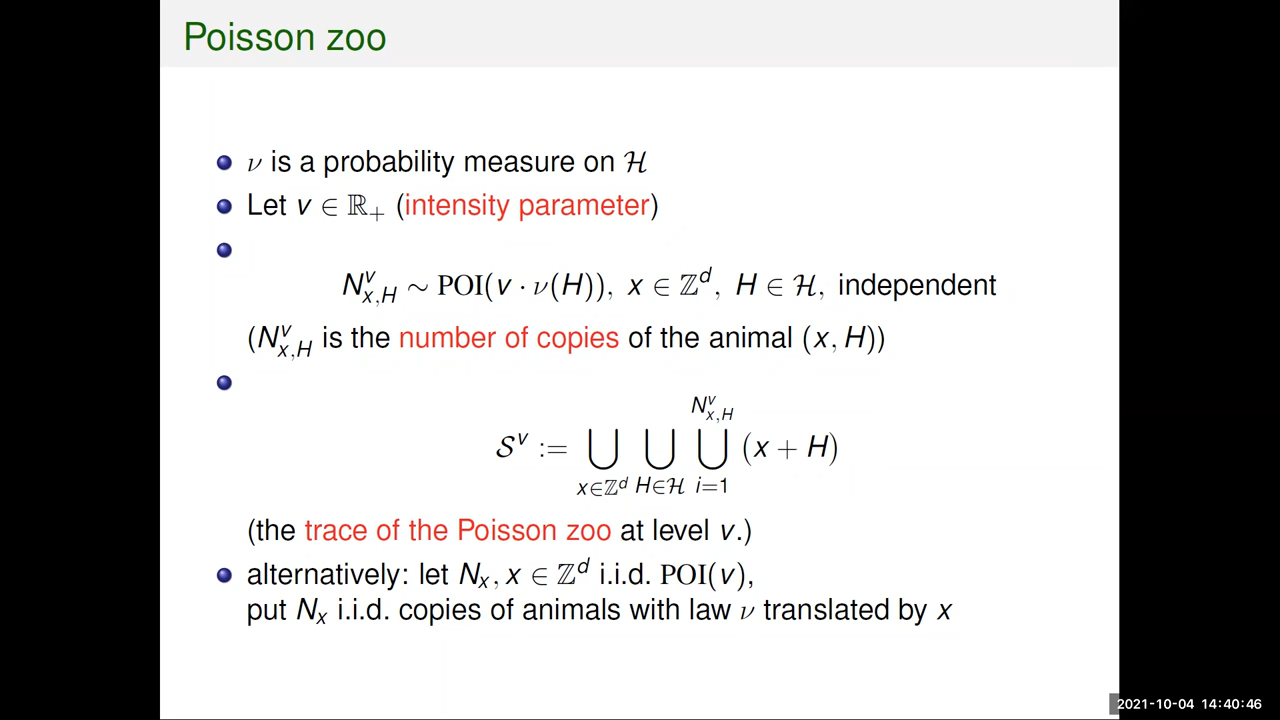 Poisson zoo
ν is a probability measure on ℋ
Let v ∈ ℝ₊ (intensity parameter)
N^v_{x,H} ∼ POI(v · ν(H)), x ∈ ℤ^d, H ∈ ℋ, independent
(N^v_{x,H} is the number of copies of the animal (x, H))
𝒮^v := ⋃_{x∈ℤ^d} ⋃_{H∈ℋ} ⋃_{i=1}^{N^v_{x,H}} (x + H)
(the trace of the Poisson zoo at level v.)
alternatively: let N_x, x ∈ ℤ^d i.i.d. POI(v),
put N_x i.i.d. copies of animals with law ν translated by x
2021-10-04 14:40:46